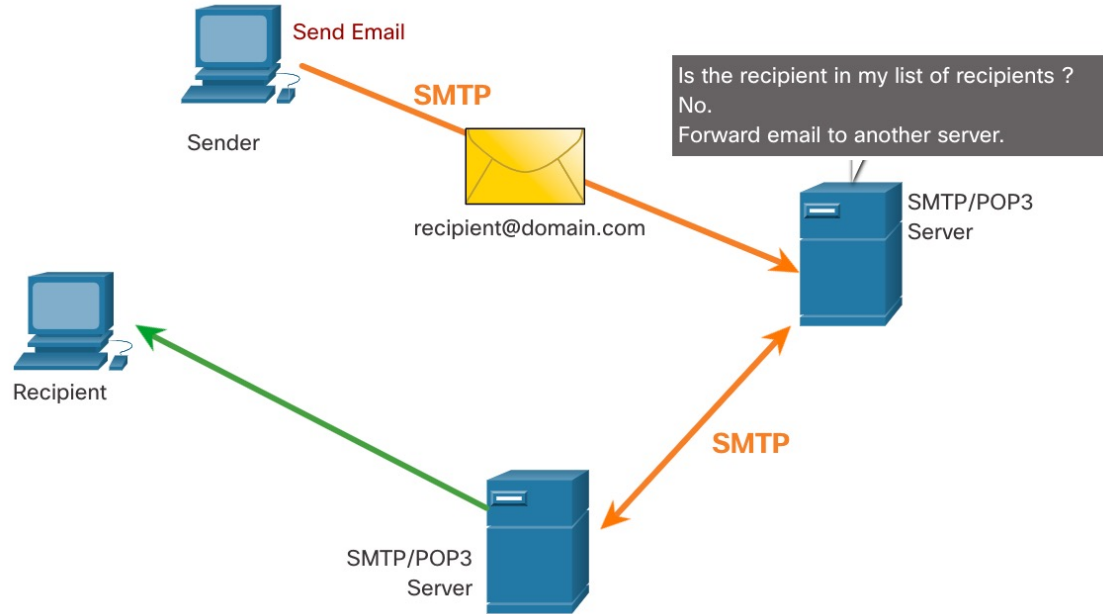 Send Email
Is the recipient in my list of recipients ?
No.
Forward email to another server.
SMTP
Sender
SMTP/POP3
Server
recipient@domain.com
Recipient
SMTP
SMTP/POP3
Server